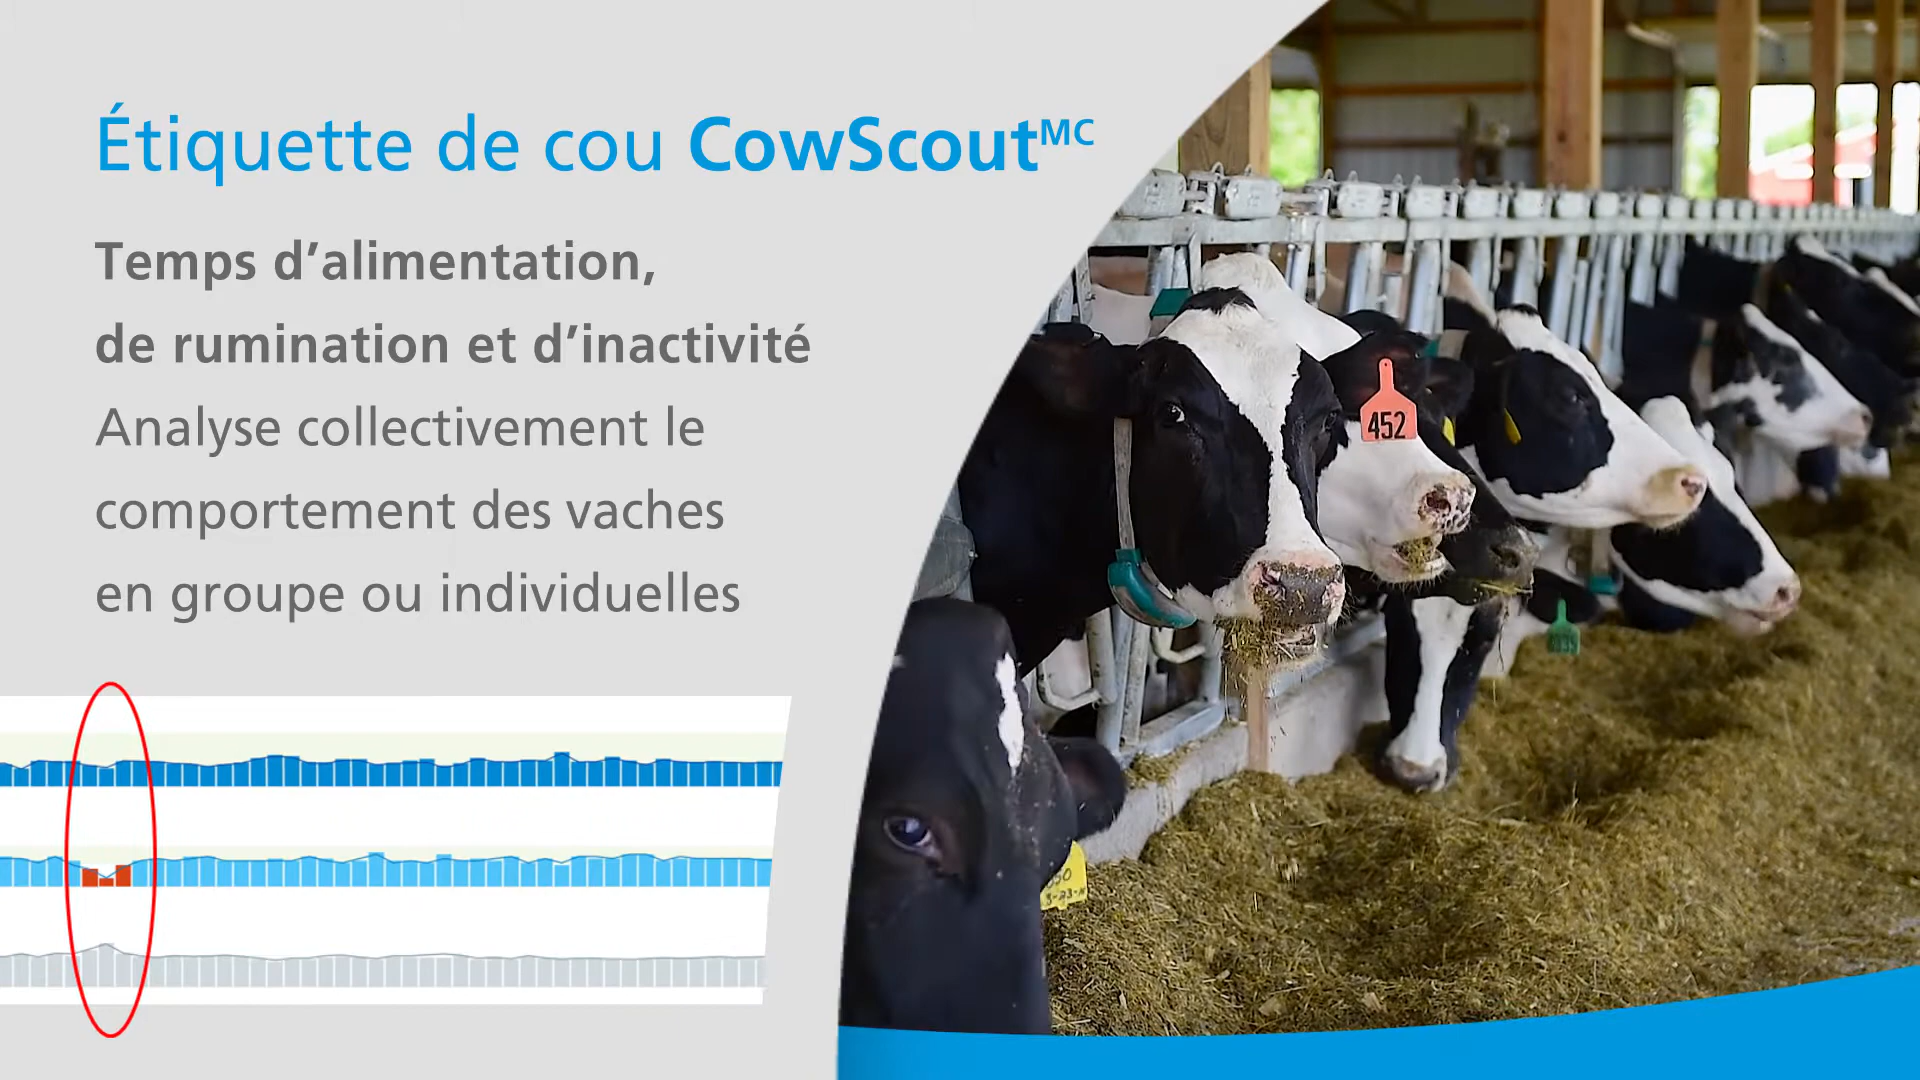 Étiquette de cou CowScoutᴹᶜ
Temps d’alimentation,
de rumination et d’inactivité
Analyse collectivement le
comportement des vaches
en groupe ou individuelles
452